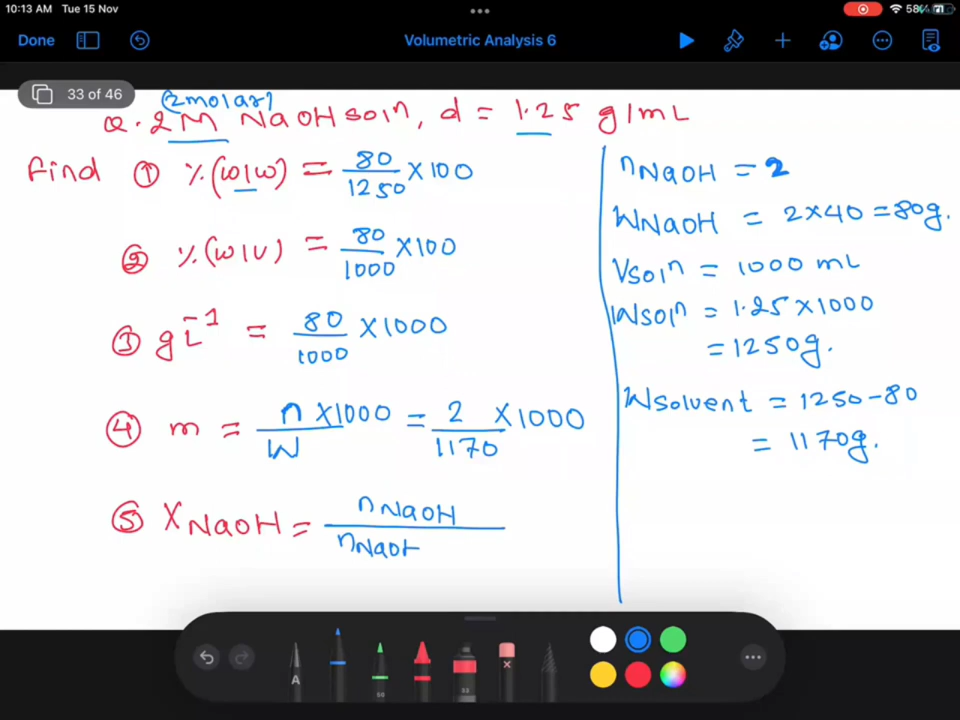 10:13 AM Tue 15 Nov
58%
Done
Volumetric Analysis 6
33 of 46
(2molar)
Q. 2M NaOH soln, d = 1.25 g/mL
Find ① %(w/w) = 80/1250 × 100
② %(w/v) = 80/1000 × 100
③ gL⁻¹ = 80/1000 × 1000
④ m = n × 1000/W = 2/1170 × 1000
⑤ XNaOH = nNaOH/nNaOH
nNaOH = 2
WNaOH = 2×40 = 80g.
Vsoln = 1000 mL
Wsoln = 1.25 × 1000
= 1250g.
Wsolvent = 1250 - 80
= 1170g.